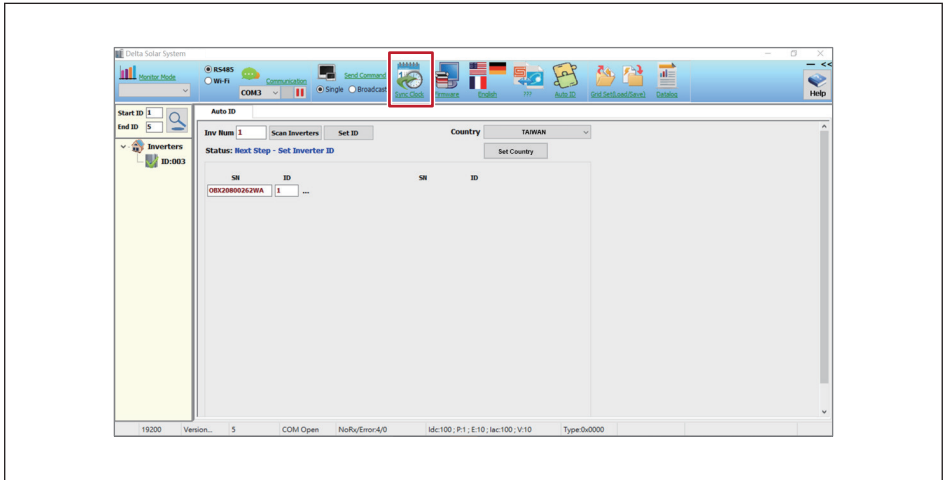 Delta Solar System
Monitor Mode
RS485
Wi-Fi
Communication
COM3
Send Command
Single Broadcast
Sync Clock
Firmware
English
FPF
Auto ID
Grid Set(Load/Save)
Datalog
Help
Start ID 1
End ID 5
Inverters
ID:003
Auto ID
Inv Num 1 Scan Inverters Set ID Country TAIWAN
Status: Next Step - Set Inverter ID Set Country
SN ID SN ID
OBX20800262WA 1 ...
19200 Version... 5 COM Open NoRx/Error:4/0 Idc:100 ; P:1 ; E:10 ; Iac:100 ; V:10 Type:0x0000